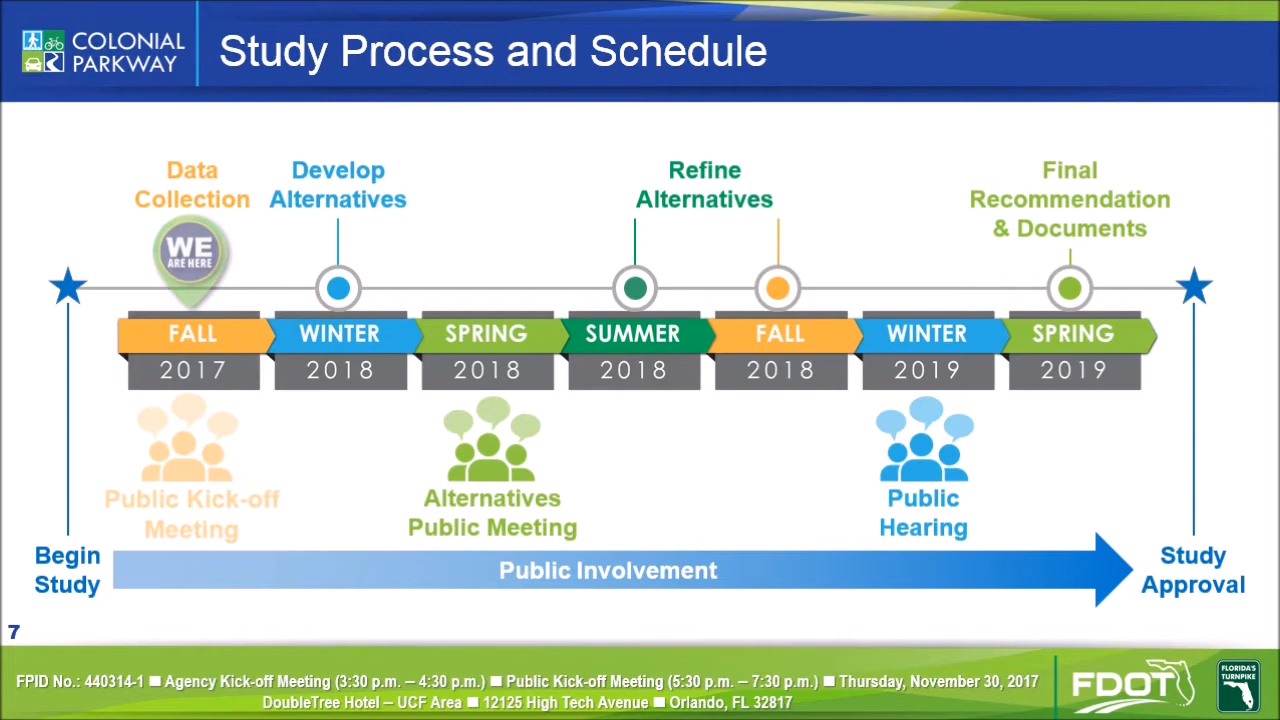 COLONIAL
PARKWAY
Study Process and Schedule
Data
Collection
Develop
Alternatives
Refine
Alternatives
Final
Recommendation
& Documents
WE
ARE HERE
FALL
WINTER
SPRING
SUMMER
FALL
WINTER
SPRING
2017
2018
2018
2018
2018
2019
2019
Public Kick-off
Meeting
Alternatives
Public Meeting
Public
Hearing
Begin
Study
Public Involvement
Study
Approval
7
FPID No.: 440314-1 ■ Agency Kick-off Meeting (3:30 p.m. – 4:30 p.m.) ■ Public Kick-off Meeting (5:30 p.m. – 7:30 p.m.) ■ Thursday, November 30, 2017
DoubleTree Hotel – UCF Area ■ 12125 High Tech Avenue ■ Orlando, FL 32817
FDOT
FLORIDA'S
TURNPIKE